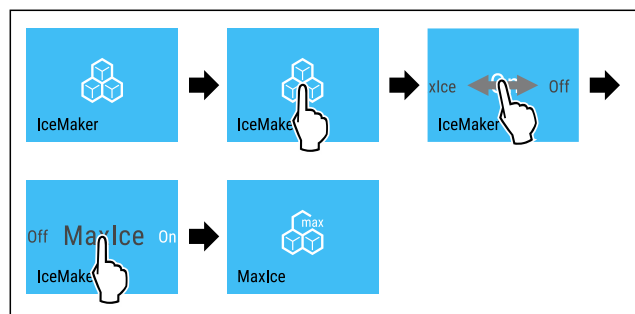 IceMaker
IceMake
xIce Off
IceMaker
Off MaxIce On
IceMake
max
MaxIce